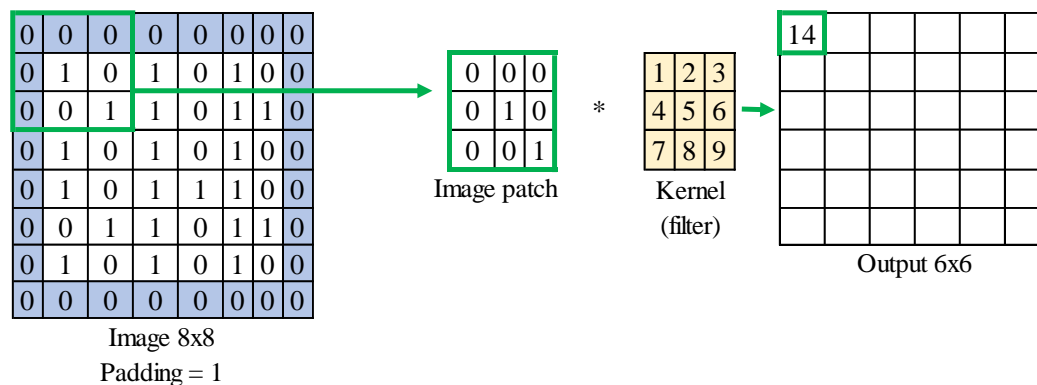 0 0 0 0 0 0 0 0
0 1 0 1 0 1 0 0
0 0 1 1 0 1 1 0
0 1 0 1 0 1 0 0
0 1 0 1 1 1 0 0
0 0 1 1 0 1 1 0
0 1 0 1 0 1 0 0
0 0 0 0 0 0 0 0
Image 8x8
Padding = 1
0 0 0
0 1 0
0 0 1
Image patch
*
1 2 3
4 5 6
7 8 9
Kernel
(filter)
14
Output 6x6